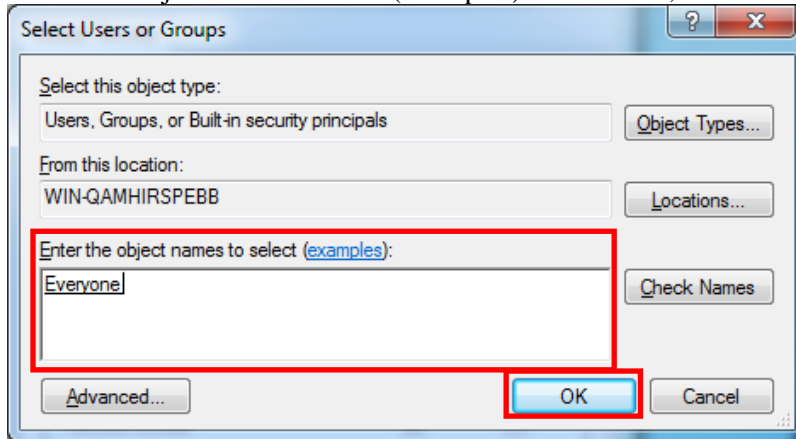 Select Users or Groups
Select this object type:
Users, Groups, or Built-in security principals
Object Types...
From this location:
WIN-QAMHIRSPEBB
Locations...
Enter the object names to select (examples):
Everyone
Check Names
Advanced...
OK
Cancel